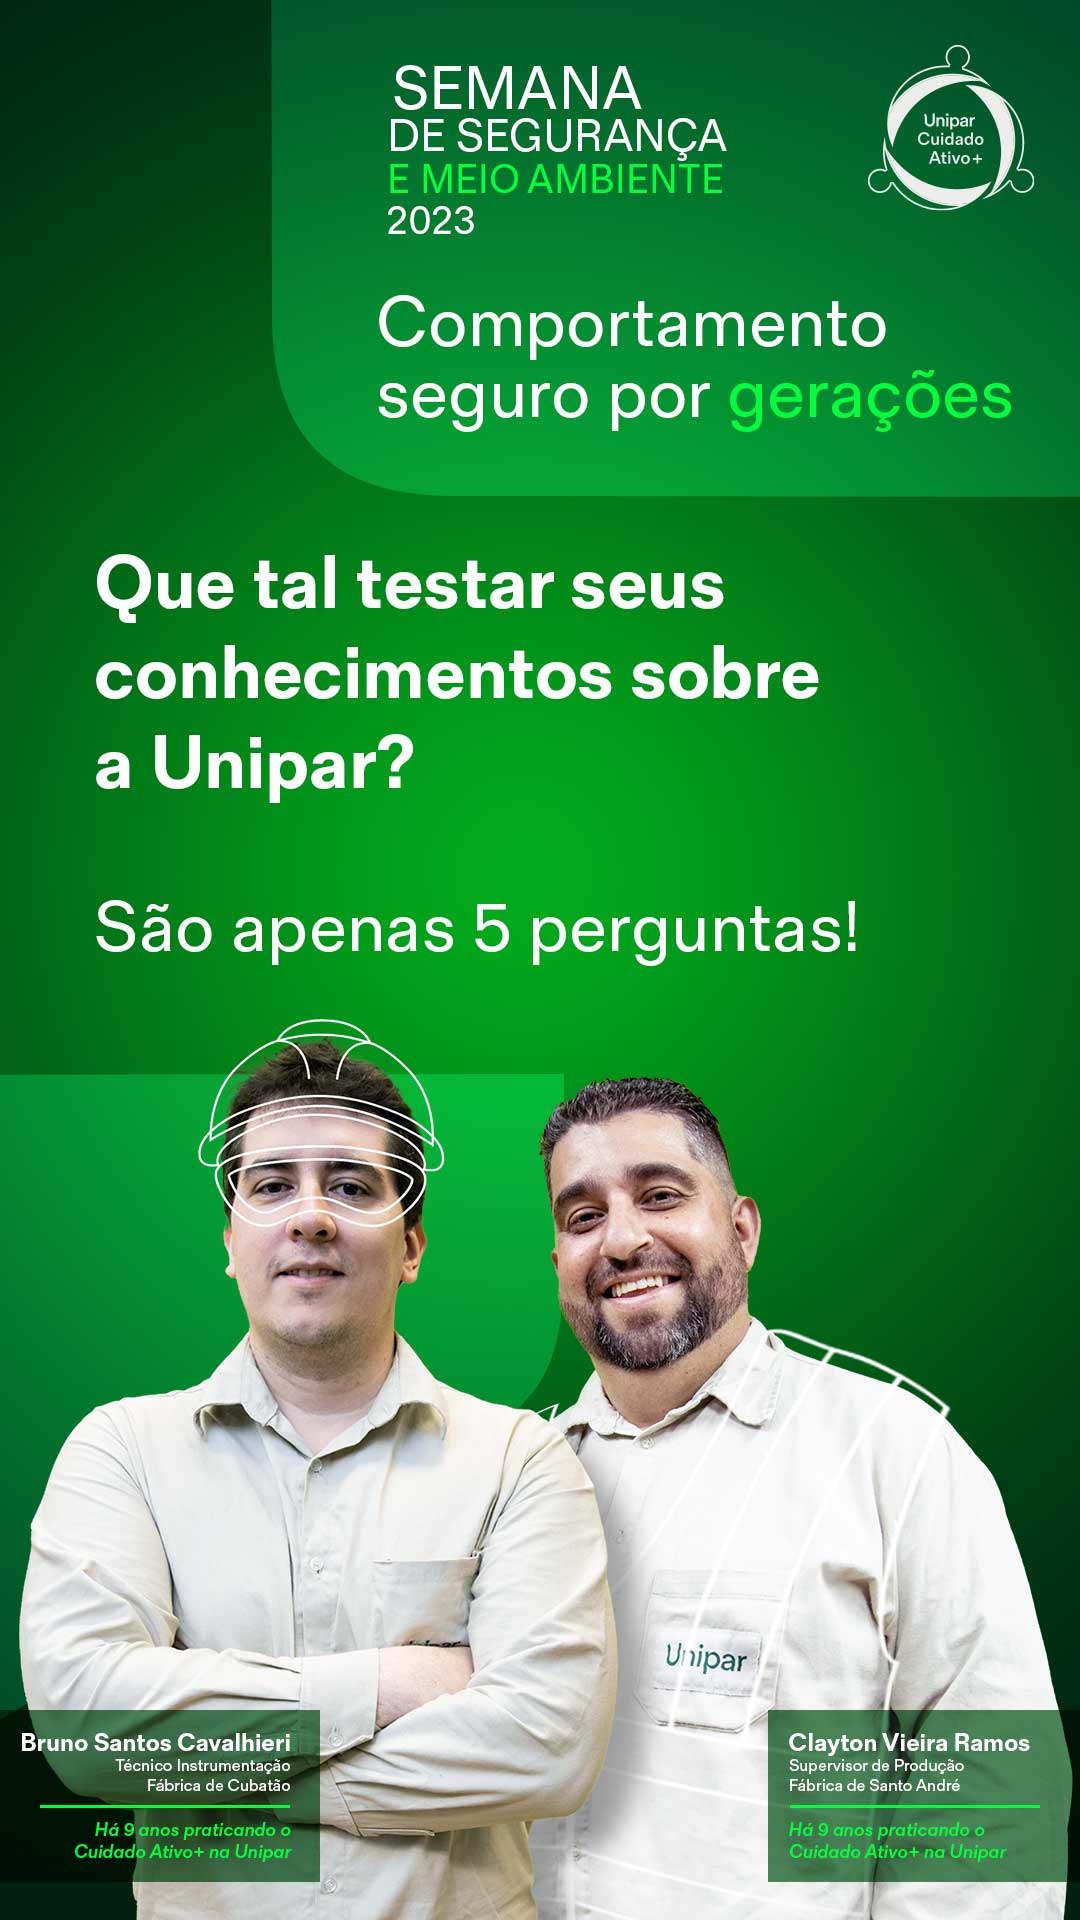 SEMANA
DE SEGURANÇA
E MEIO AMBIENTE
2023
Unipar
Cuidado
Ativo+
Comportamento
seguro por gerações
Que tal testar seus
conhecimentos sobre
a Unipar?
São apenas 5 perguntas!
Unipar
Bruno Santos Cavalhieri
Técnico Instrumentação
Fábrica de Cubatão
Há 9 anos praticando o
Cuidado Ativo+ na Unipar
Clayton Vieira Ramos
Supervisor de Produção
Fábrica de Santo André
Há 9 anos praticando o
Cuidado Ativo+ na Unipar